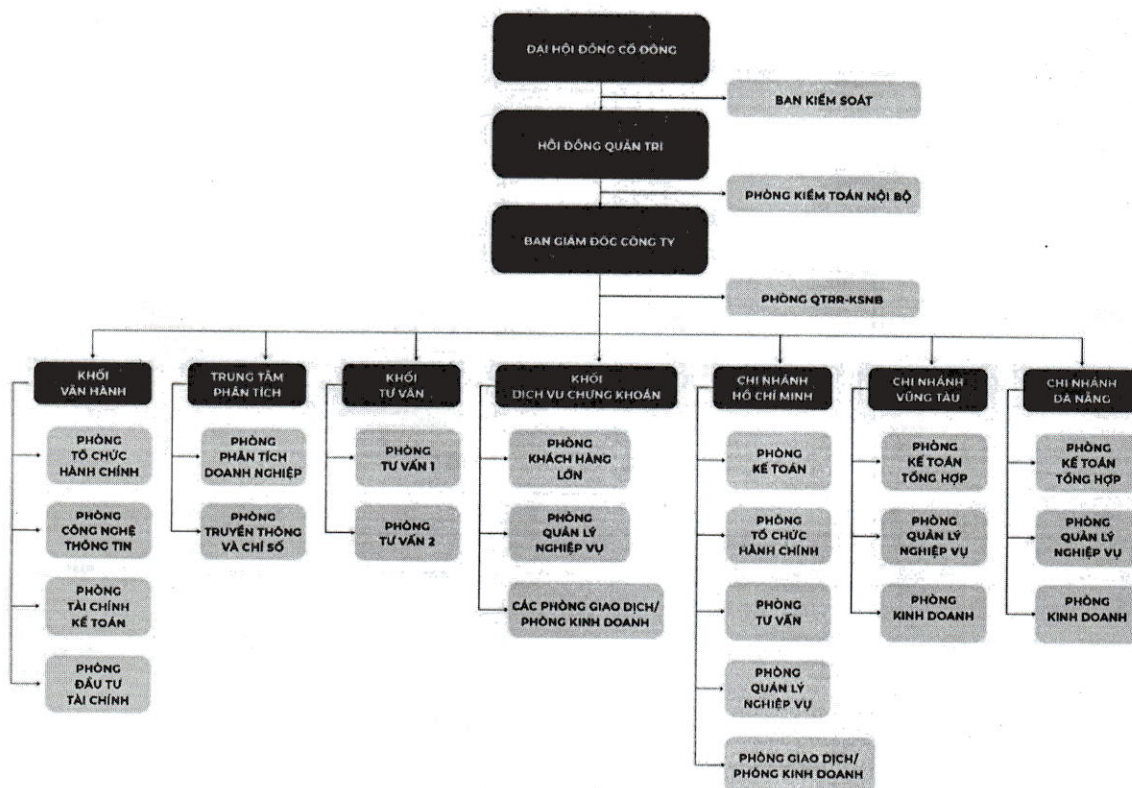 ĐẠI HỘI ĐỒNG CỔ ĐÔNG
BAN KIỂM SOÁT
HỘI ĐỒNG QUẢN TRỊ
PHÒNG KIỂM TOÁN NỘI BỘ
BAN GIÁM ĐỐC CÔNG TY
PHÒNG QTRR-KSNB
KHỐI
VẬN HÀNH
PHÒNG
TỔ CHỨC
HÀNH CHÍNH
PHÒNG
CÔNG NGHỆ
THÔNG TIN
PHÒNG
TÀI CHÍNH
KẾ TOÁN
PHÒNG
ĐẦU TƯ
TÀI CHÍNH
TRUNG TÂM
PHÂN TÍCH
PHÒNG
PHÂN TÍCH
DOANH NGHIỆP
PHÒNG
TRUYỀN THÔNG
VÀ CHỈ SỐ
KHỐI
TƯ VẤN
PHÒNG
TƯ VẤN 1
PHÒNG
TƯ VẤN 2
KHỐI
DỊCH VỤ CHỨNG KHOÁN
PHÒNG
KHÁCH HÀNG
LỚN
PHÒNG
QUẢN LÝ
NGHIỆP VỤ
CÁC PHÒNG GIAO DỊCH/
PHÒNG KINH DOANH
CHI NHÁNH
HỒ CHÍ MINH
PHÒNG
KẾ TOÁN
PHÒNG
TỔ CHỨC
HÀNH CHÍNH
PHÒNG
TƯ VẤN
PHÒNG
QUẢN LÝ
NGHIỆP VỤ
PHÒNG GIAO DỊCH/
PHÒNG KINH DOANH
CHI NHÁNH
VŨNG TÀU
PHÒNG
KẾ TOÁN
TỔNG HỢP
PHÒNG
QUẢN LÝ
NGHIỆP VỤ
PHÒNG
KINH DOANH
CHI NHÁNH
ĐÀ NẴNG
PHÒNG
KẾ TOÁN
TỔNG HỢP
PHÒNG
QUẢN LÝ
NGHIỆP VỤ
PHÒNG
KINH DOANH